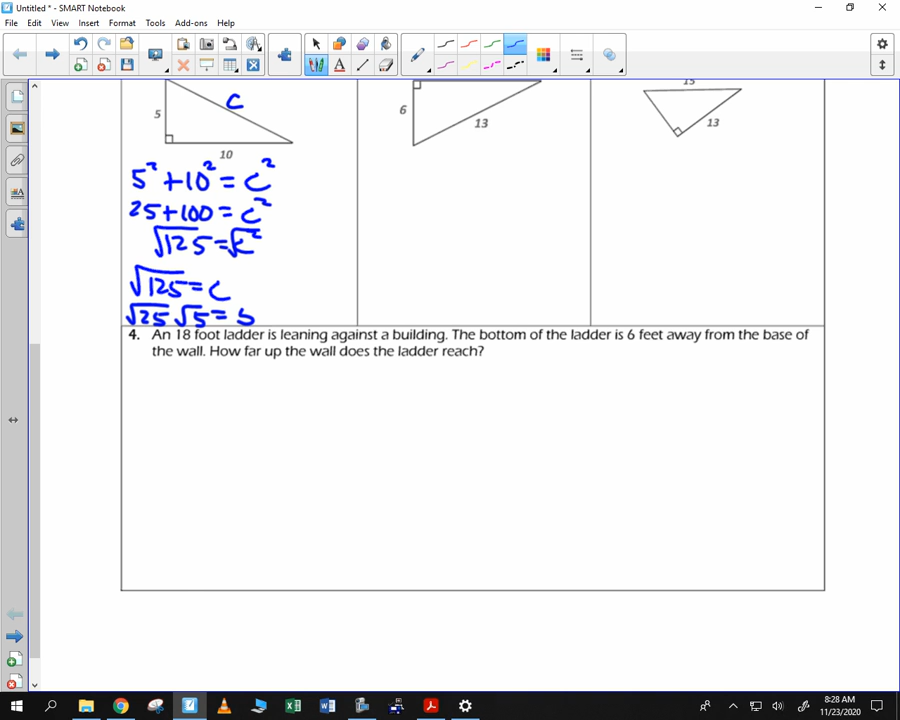 Untitled * - SMART Notebook
File Edit View Insert Format Tools Add-ons Help
5
C
10
6
13
15
13
5² + 10² = C²
25 + 100 = C²
√125 = √C²
√125 = C
√25 √5 =
4. An 18 foot ladder is leaning against a building. The bottom of the ladder is 6 feet away from the base of
the wall. How far up the wall does the ladder reach?
8:28 AM
11/23/2020